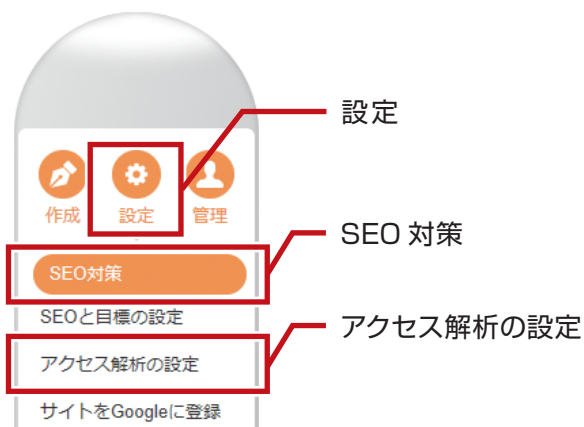 設定
作成
設定
管理
SEO 対策
SEO対策
SEOと目標の設定
アクセス解析の設定
アクセス解析の設定
サイトをGoogleに登録